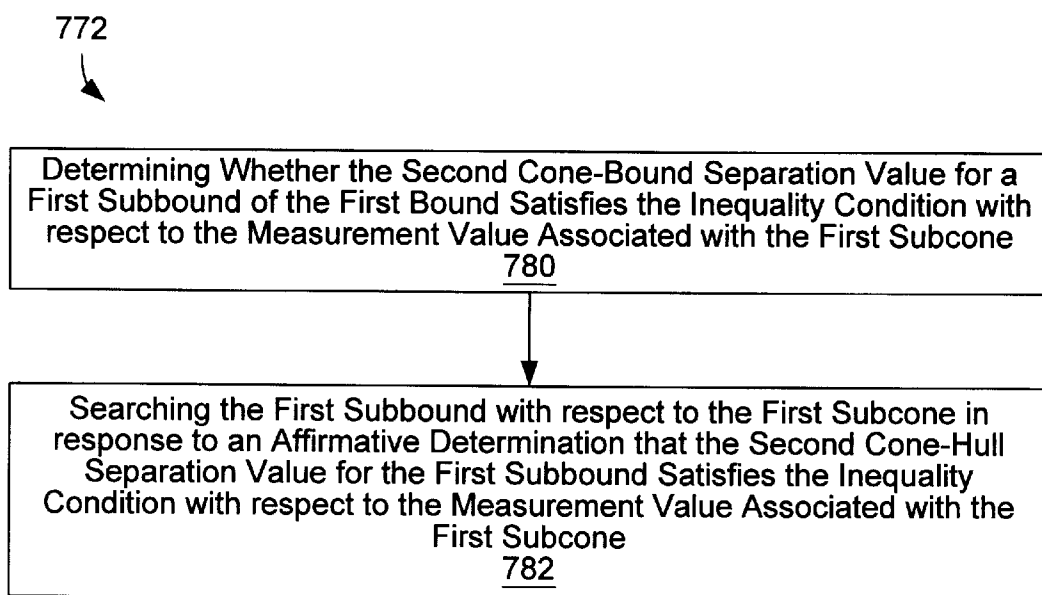 772
Determining Whether the Second Cone-Bound Separation Value for a
First Subbound of the First Bound Satisfies the Inequality Condition with
respect to the Measurement Value Associated with the First Subcone
780
Searching the First Subbound with respect to the First Subcone in
response to an Affirmative Determination that the Second Cone-Hull
Separation Value for the First Subbound Satisfies the Inequality
Condition with respect to the Measurement Value Associated with the
First Subcone
782